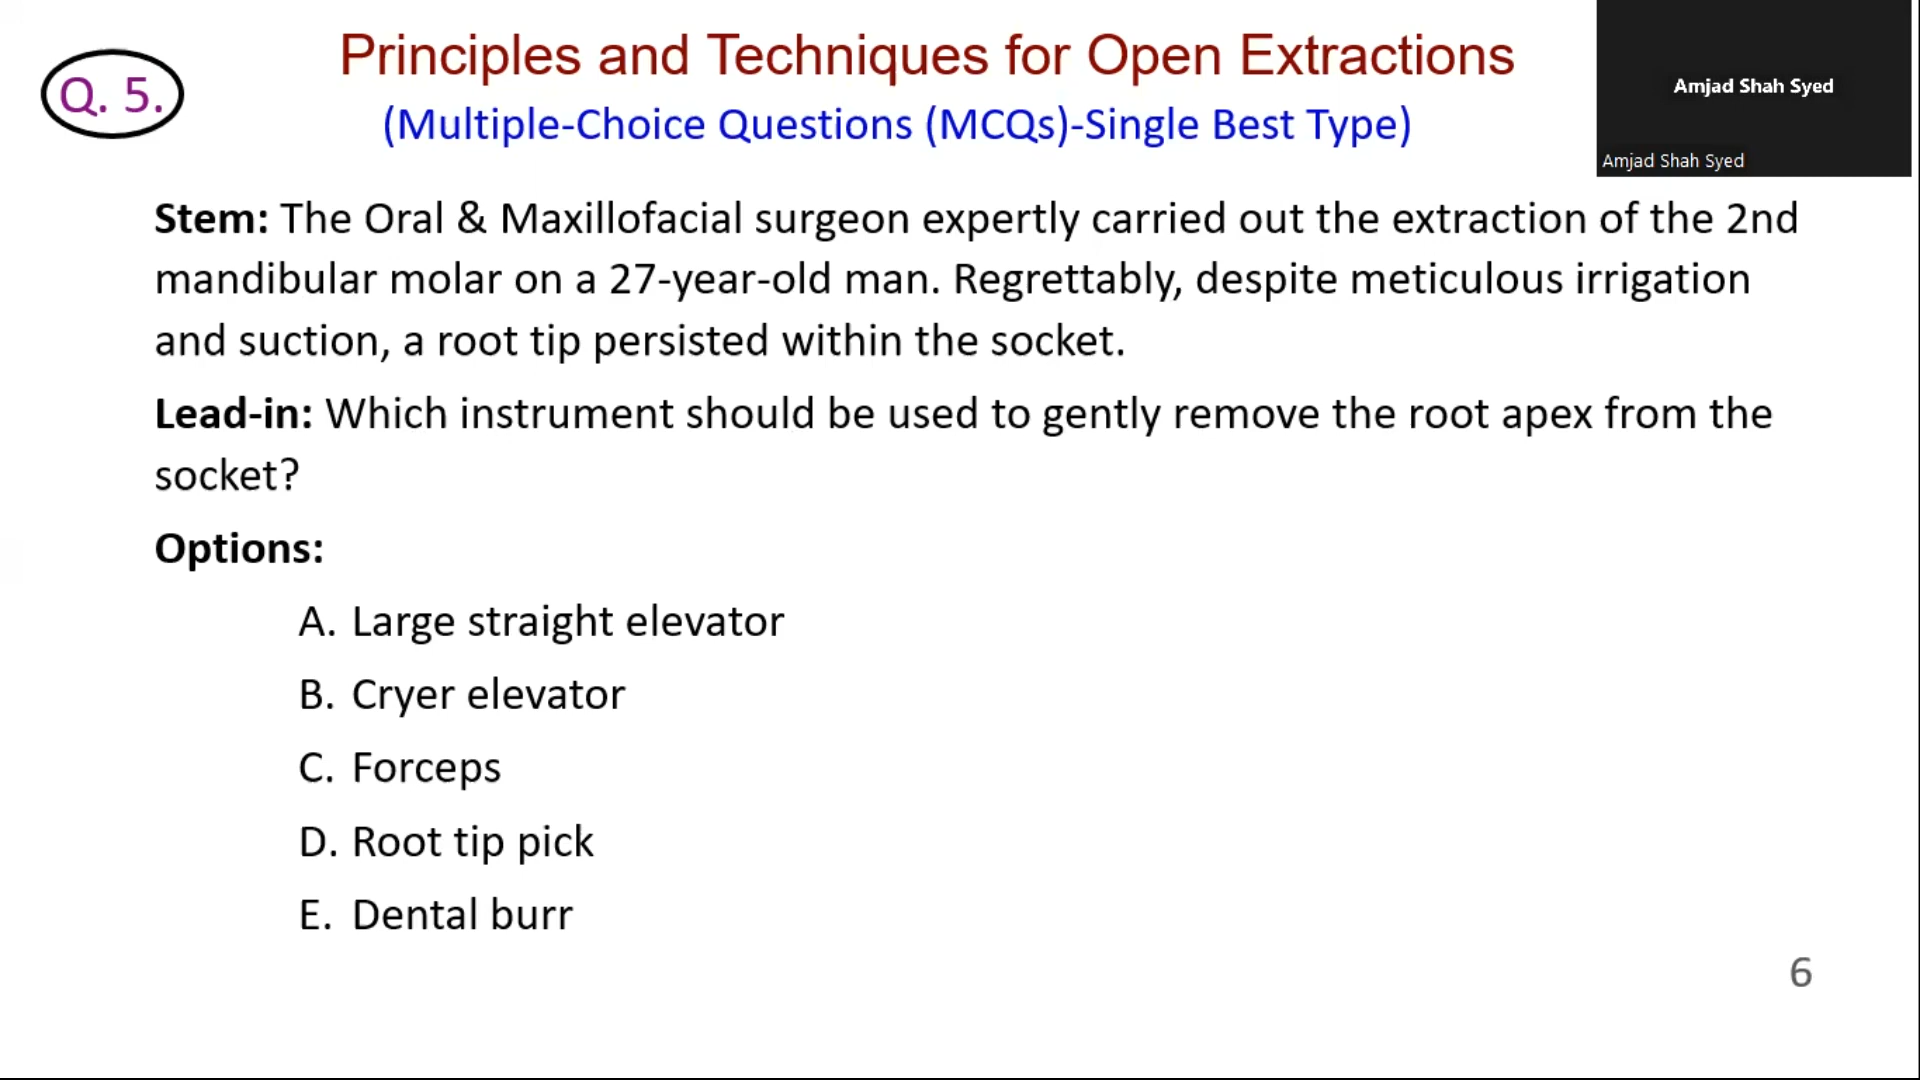 Q. 5.
Principles and Techniques for Open Extractions
(Multiple-Choice Questions (MCQs)-Single Best Type)
Amjad Shah Syed
Amjad Shah Syed
Stem: The Oral & Maxillofacial surgeon expertly carried out the extraction of the 2nd
mandibular molar on a 27-year-old man. Regrettably, despite meticulous irrigation
and suction, a root tip persisted within the socket.
Lead-in: Which instrument should be used to gently remove the root apex from the
socket?
Options:
A. Large straight elevator
B. Cryer elevator
C. Forceps
D. Root tip pick
E. Dental burr
6